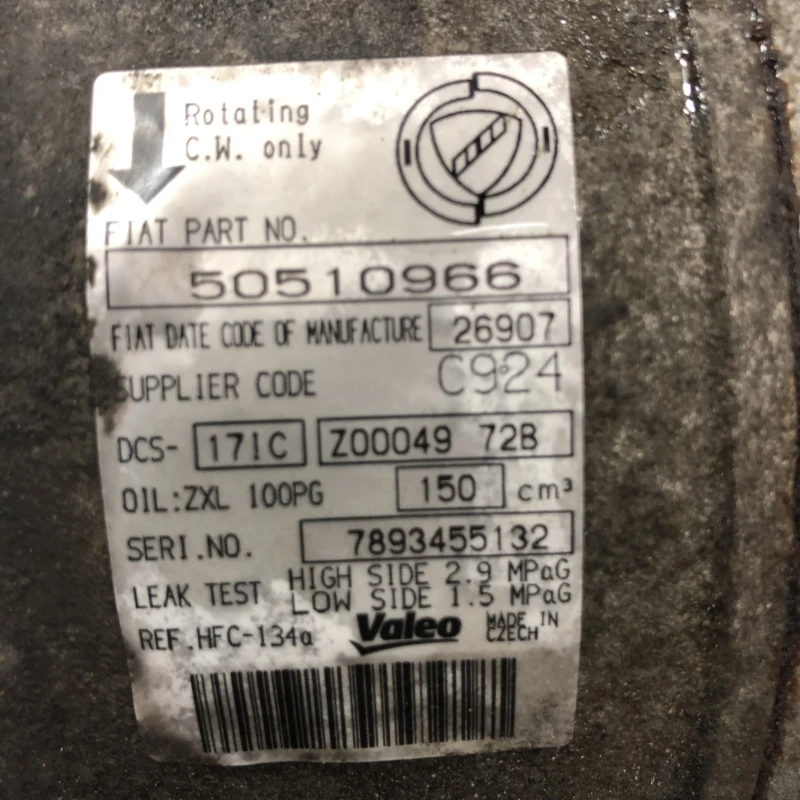 Rotating
C.W. only
FIAT PART NO.
50510966
FIAT DATE CODE OF MANUFACTURE 26907
SUPPLIER CODE C924
DCS- 17IC Z00049 72B
OIL:ZXL 100PG 150 cm³
SERI.NO. 7893455132
LEAK TEST HIGH SIDE 2.9 MPaG
LOW SIDE 1.5 MPaG
REF.HFC-134a Valeo MADE IN
CZECH